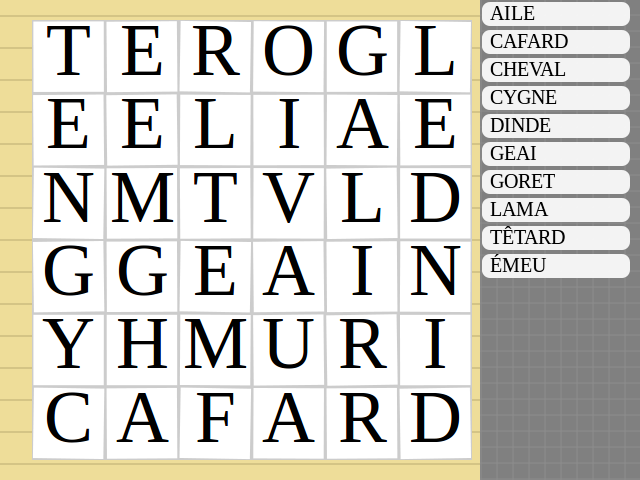 T E R O G L
E E L I A E
N M T V L D
G G E A I N
Y H M U R I
C A F A R D
AILE
CAFARD
CHEVAL
CYGNE
DINDE
GEAI
GORET
LAMA
TÊTARD
ÉMEU